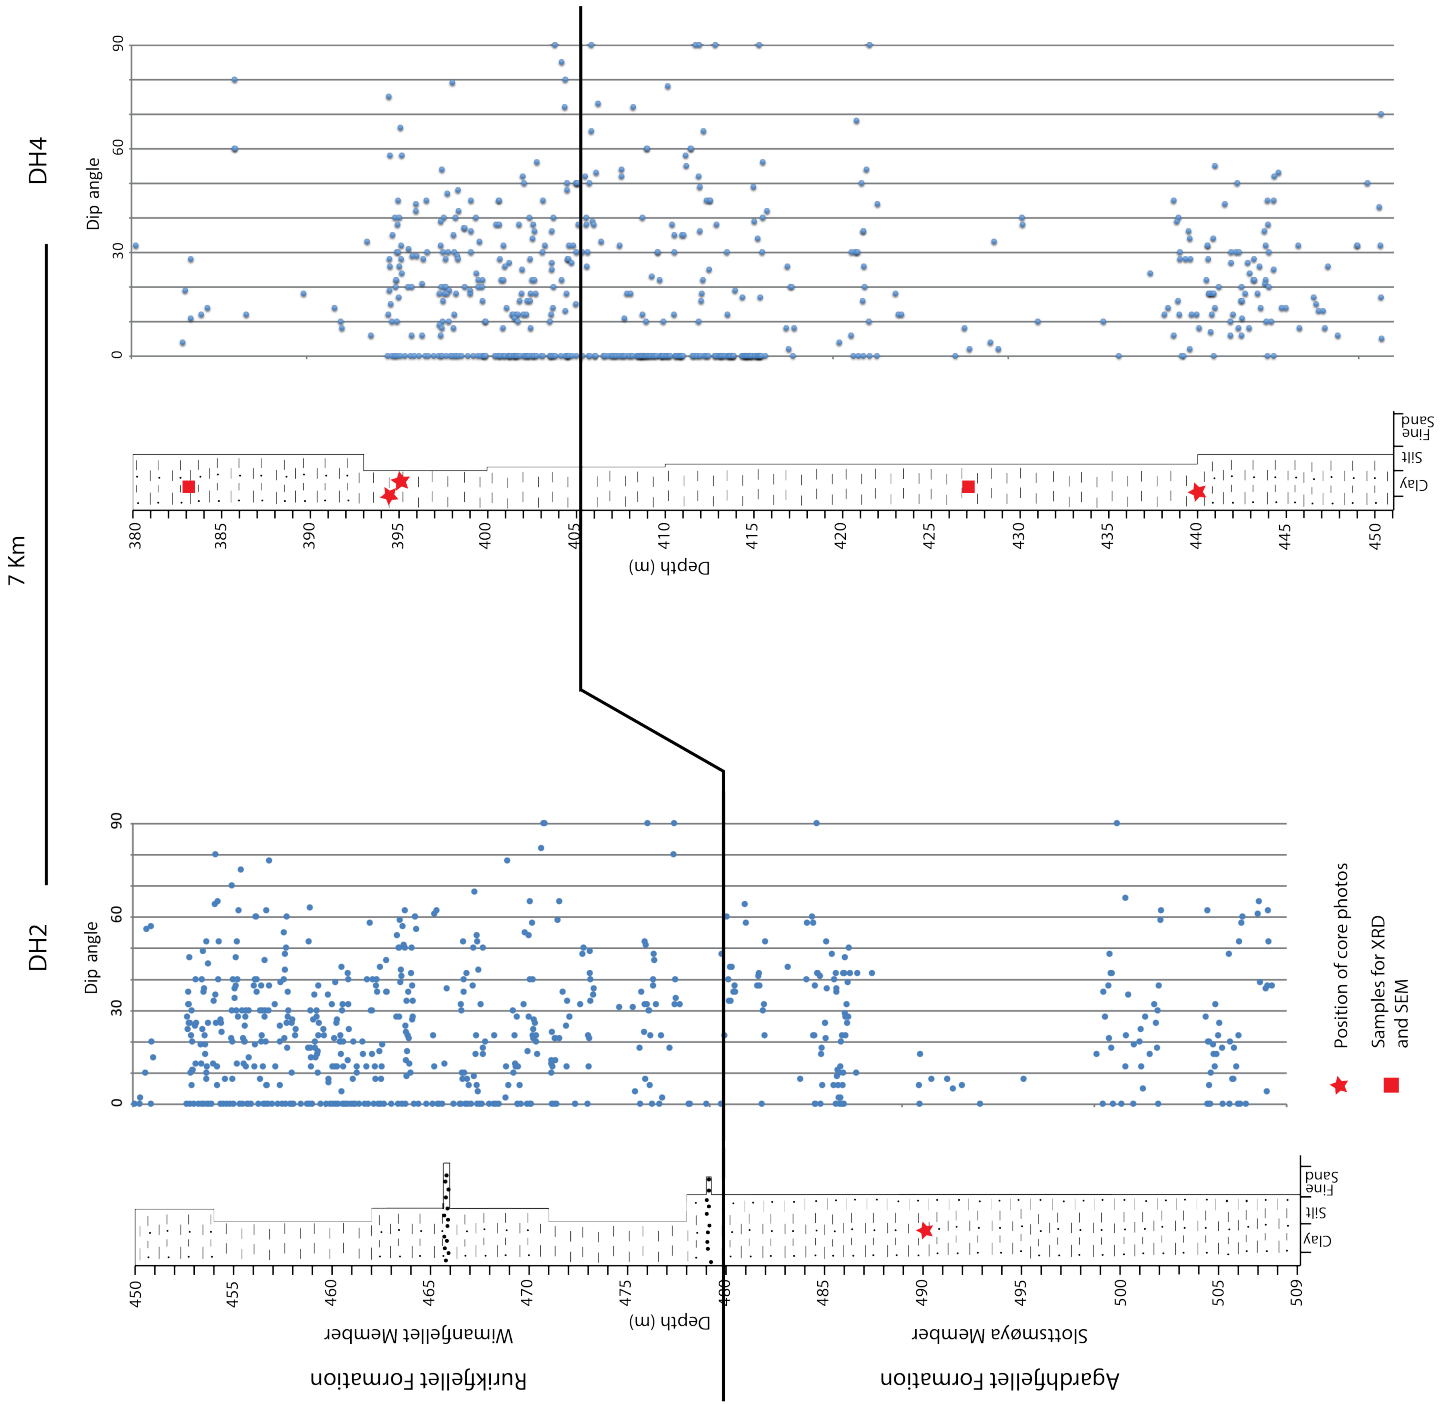 7 Km
DH2
DH4
Dip angle
0
30
60
90
Dip angle
0
30
60
90
Clay
Silt
Fine
Sand
450
455
460
465
470
475
480
485
490
495
500
505
509
Depth (m)
Clay
Silt
Fine
Sand
380
385
390
395
400
405
410
415
420
425
430
435
440
445
450
Depth (m)
Wimanfjellet Member
Slottsmøya Member
Rurikfjellet Formation
Agardhfjellet Formation
Position of core photos
Samples for XRD
and SEM